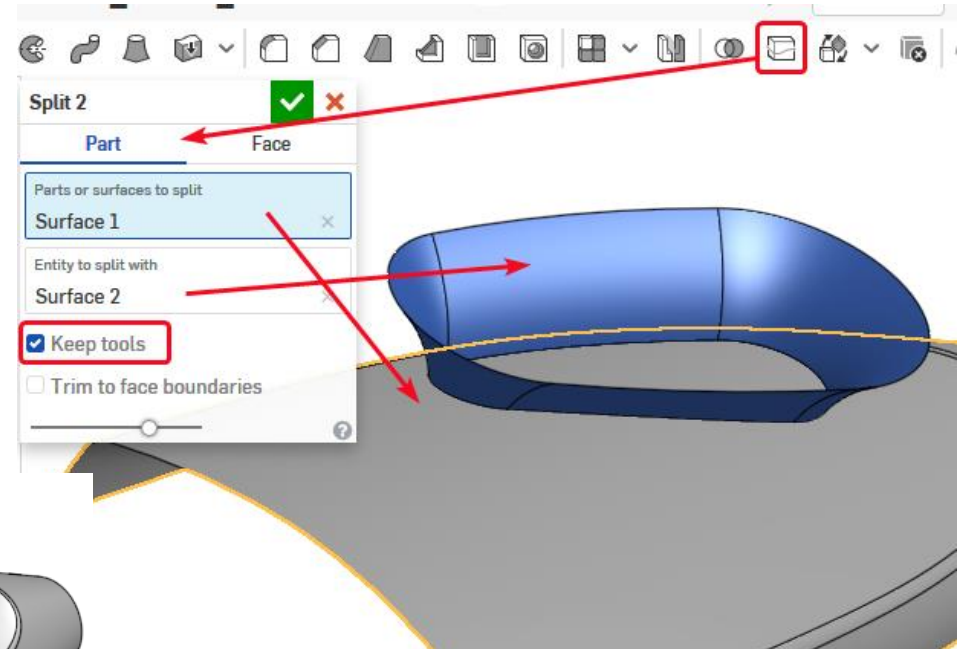 Split 2
Part Face
Parts or surfaces to split
Surface 1
Entity to split with
Surface 2
Keep tools
Trim to face boundaries